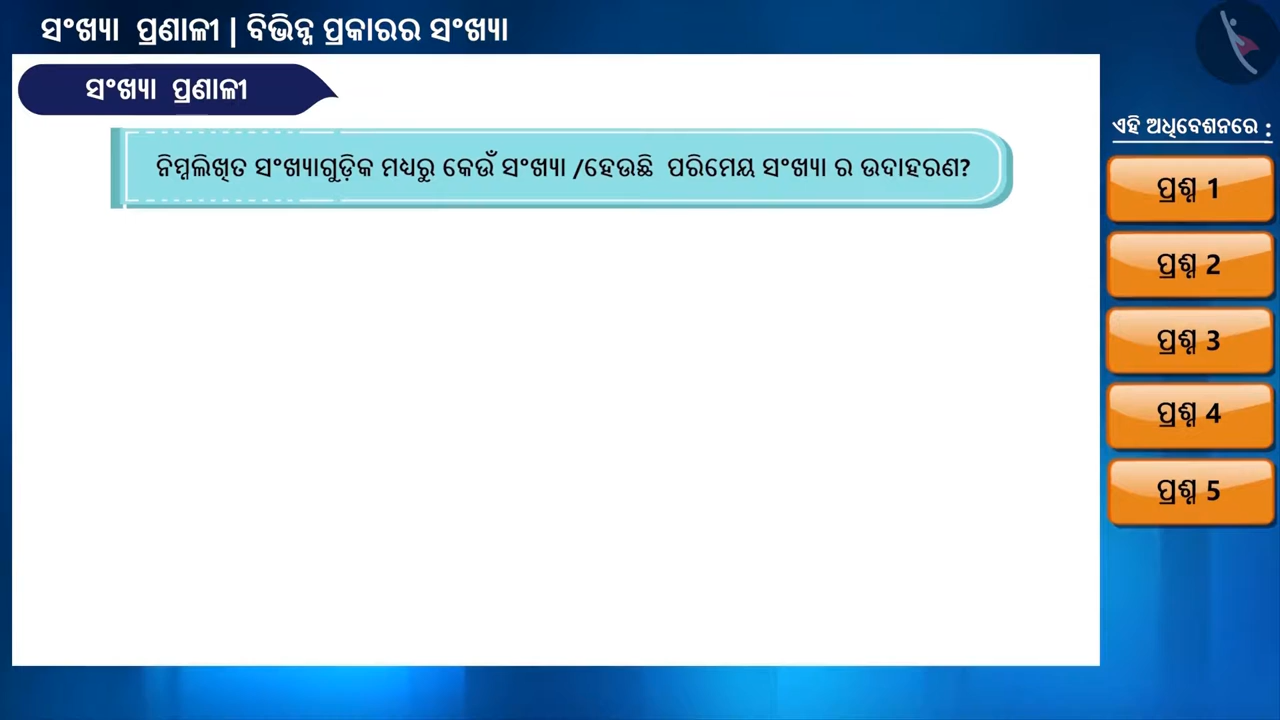 ସଂଖ୍ୟା ପ୍ରଣାଳୀ | ବିଭିନ୍ନ ପ୍ରକାରର ସଂଖ୍ୟା
ସଂଖ୍ୟା ପ୍ରଣାଳୀ
ନିମ୍ନଲିଖିତ ସଂଖ୍ୟାଗୁଡ଼ିକ ମଧ୍ୟରୁ କେଉଁ ସଂଖ୍ୟା /ହେଉଛି ପରିମେୟ ସଂଖ୍ୟା ର ଉଦାହରଣ?
ଏହି ଅଧିବେଶନରେ :
ପ୍ରଶ୍ନ 1
ପ୍ରଶ୍ନ 2
ପ୍ରଶ୍ନ 3
ପ୍ରଶ୍ନ 4
ପ୍ରଶ୍ନ 5